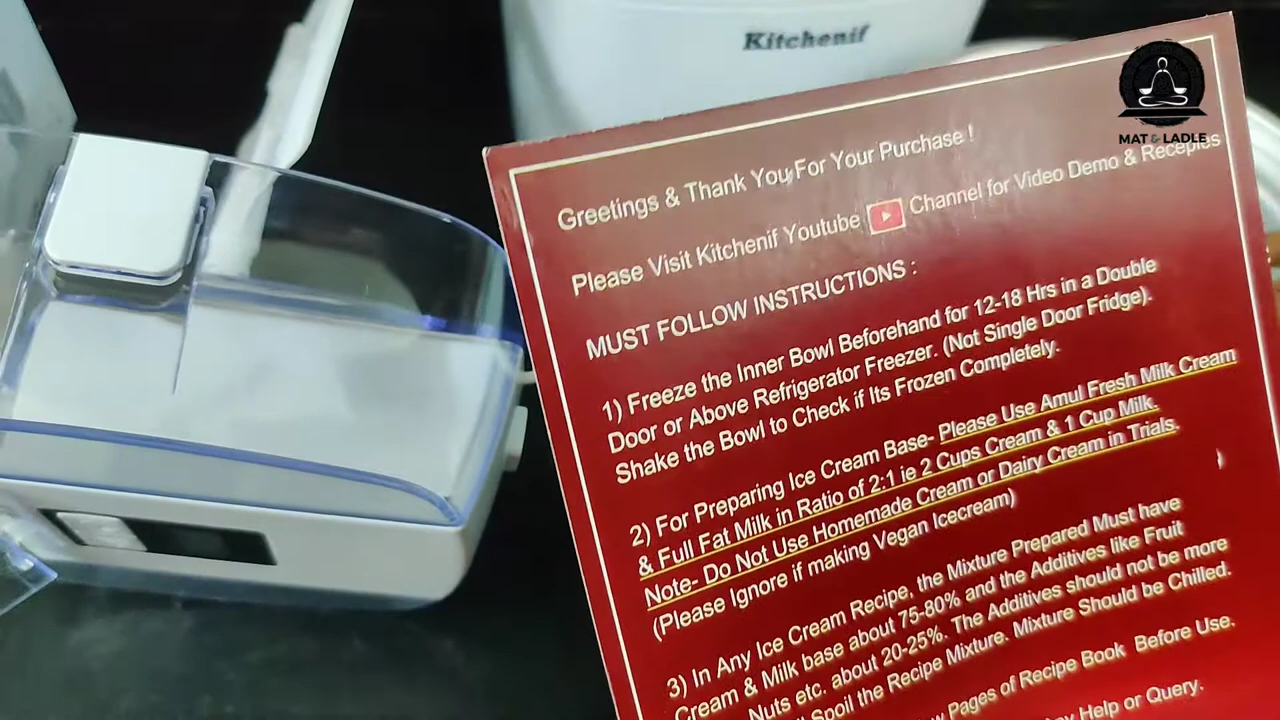 Kitchenif
MAT & LADLE
Greetings & Thank You For Your Purchase !
Please Visit Kitchenif Youtube Channel for Video Demo & Recepies
MUST FOLLOW INSTRUCTIONS :
1) Freeze the Inner Bowl Beforehand for 12-18 Hrs in a Double
Door or Above Refrigerator Freezer. (Not Single Door Fridge).
Shake the Bowl to Check if Its Frozen Completely.
2) For Preparing Ice Cream Base- Please Use Amul Fresh Milk Cream
& Full Fat Milk in Ratio of 2:1 ie 2 Cups Cream & 1 Cup Milk.
Note- Do Not Use Homemade Cream or Dairy Cream in Trials.
(Please Ignore if making Vegan Icecream)
3) In Any Ice Cream Recipe, the Mixture Prepared Must have
Cream & Milk base about 75-80% and the Additives like Fruit
Nuts etc. about 20-25%. The Additives should not be more
Spoil the Recipe Mixture. Mixture Should be Chilled.
Pages of Recipe Book Before Use.
Help or Query.